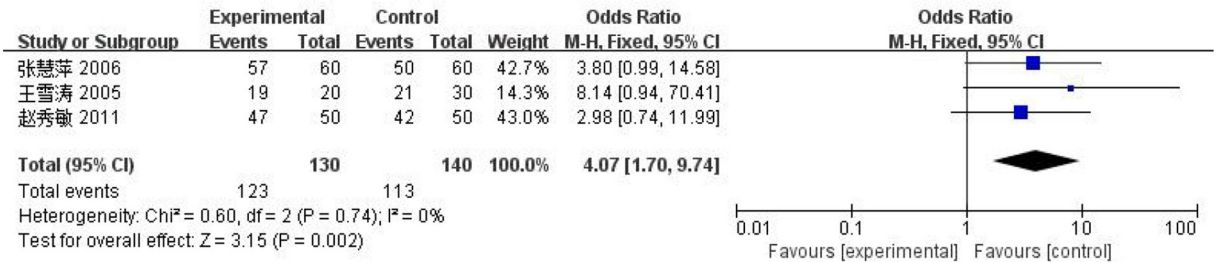 Experimental Control Odds Ratio Odds Ratio
Study or Subgroup Events Total Events Total Weight M-H, Fixed, 95% CI M-H, Fixed, 95% CI
张慧萍 2006 57 60 50 60 42.7% 3.80 [0.99, 14.58]
王雪涛 2005 19 20 21 30 14.3% 8.14 [0.94, 70.41]
赵秀敏 2011 47 50 42 50 43.0% 2.98 [0.74, 11.99]
Total (95% CI) 130 140 100.0% 4.07 [1.70, 9.74]
Total events 123 113
Heterogeneity: Chi² = 0.60, df = 2 (P = 0.74); I² = 0%
Test for overall effect: Z = 3.15 (P = 0.002)
0.01 0.1 1 10 100
Favours [experimental] Favours [control]